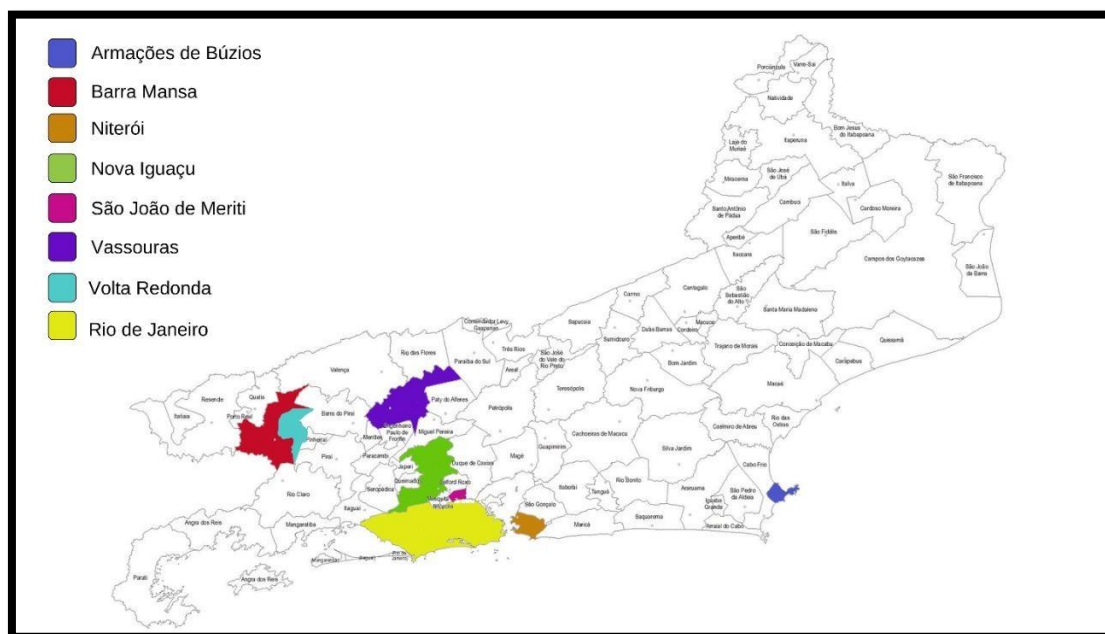 Armações de Búzios
Barra Mansa
Niterói
Nova Iguaçu
São João de Meriti
Vassouras
Volta Redonda
Rio de Janeiro
Porciúncula
Varre-Sai
Natividade
Bom Jesus
do Itabapoana
Itaperuna
Laje do
Muriaé
São Francisco
de Itabapoana
Miracema
São José
de Ubá
Italva
Cardoso Moreira
Santo Antônio
de Pádua
Cambuci
Aperibé
São Fidélis
Itaocara
Campos dos Goytacazes
São João
da Barra
Cantagalo
São
Sebastião
do Alto
Carmo
Santa Maria Madalena
Comendador Levy
Gasparian
Sapucaia
Duas Barras
Cordeiro
Macuco
Sumidouro
Trajano de Morais
Conceição de Macabu
Quissamã
Carapebus
Rio das Flores
Paraíba do Sul
Três Rios
Areal
São José
do Vale do
Rio Preto
Bom Jardim
Valença
Teresópolis
Nova Friburgo
Macaé
Resende
Quatis
Itatiaia
Porto Real
Barra do Piraí
Paty do Alferes
Petrópolis
Casimiro de Abreu
Rio das
Ostras
Pinheiral
Mendes
Engenheiro
Paulo de
Frontin
Miguel Pereira
Cachoeiras de Macacu
Piraí
Paracambi
Japeri
Duque de Caxias
Magé
Guapimirim
Silva Jardim
Cabo Frio
Rio Claro
Seropédica
Queimados
Belford Roxo
Mesquita
Nilópolis
Itaboraí
Tanguá
Rio Bonito
Araruama
Iguaba
Grande
São Pedro
da Aldeia
Itaguaí
São Gonçalo
Maricá
Saquarema
Arraial do Cabo
Angra dos Reis
Mangaratiba
Parati
Angra dos Reis